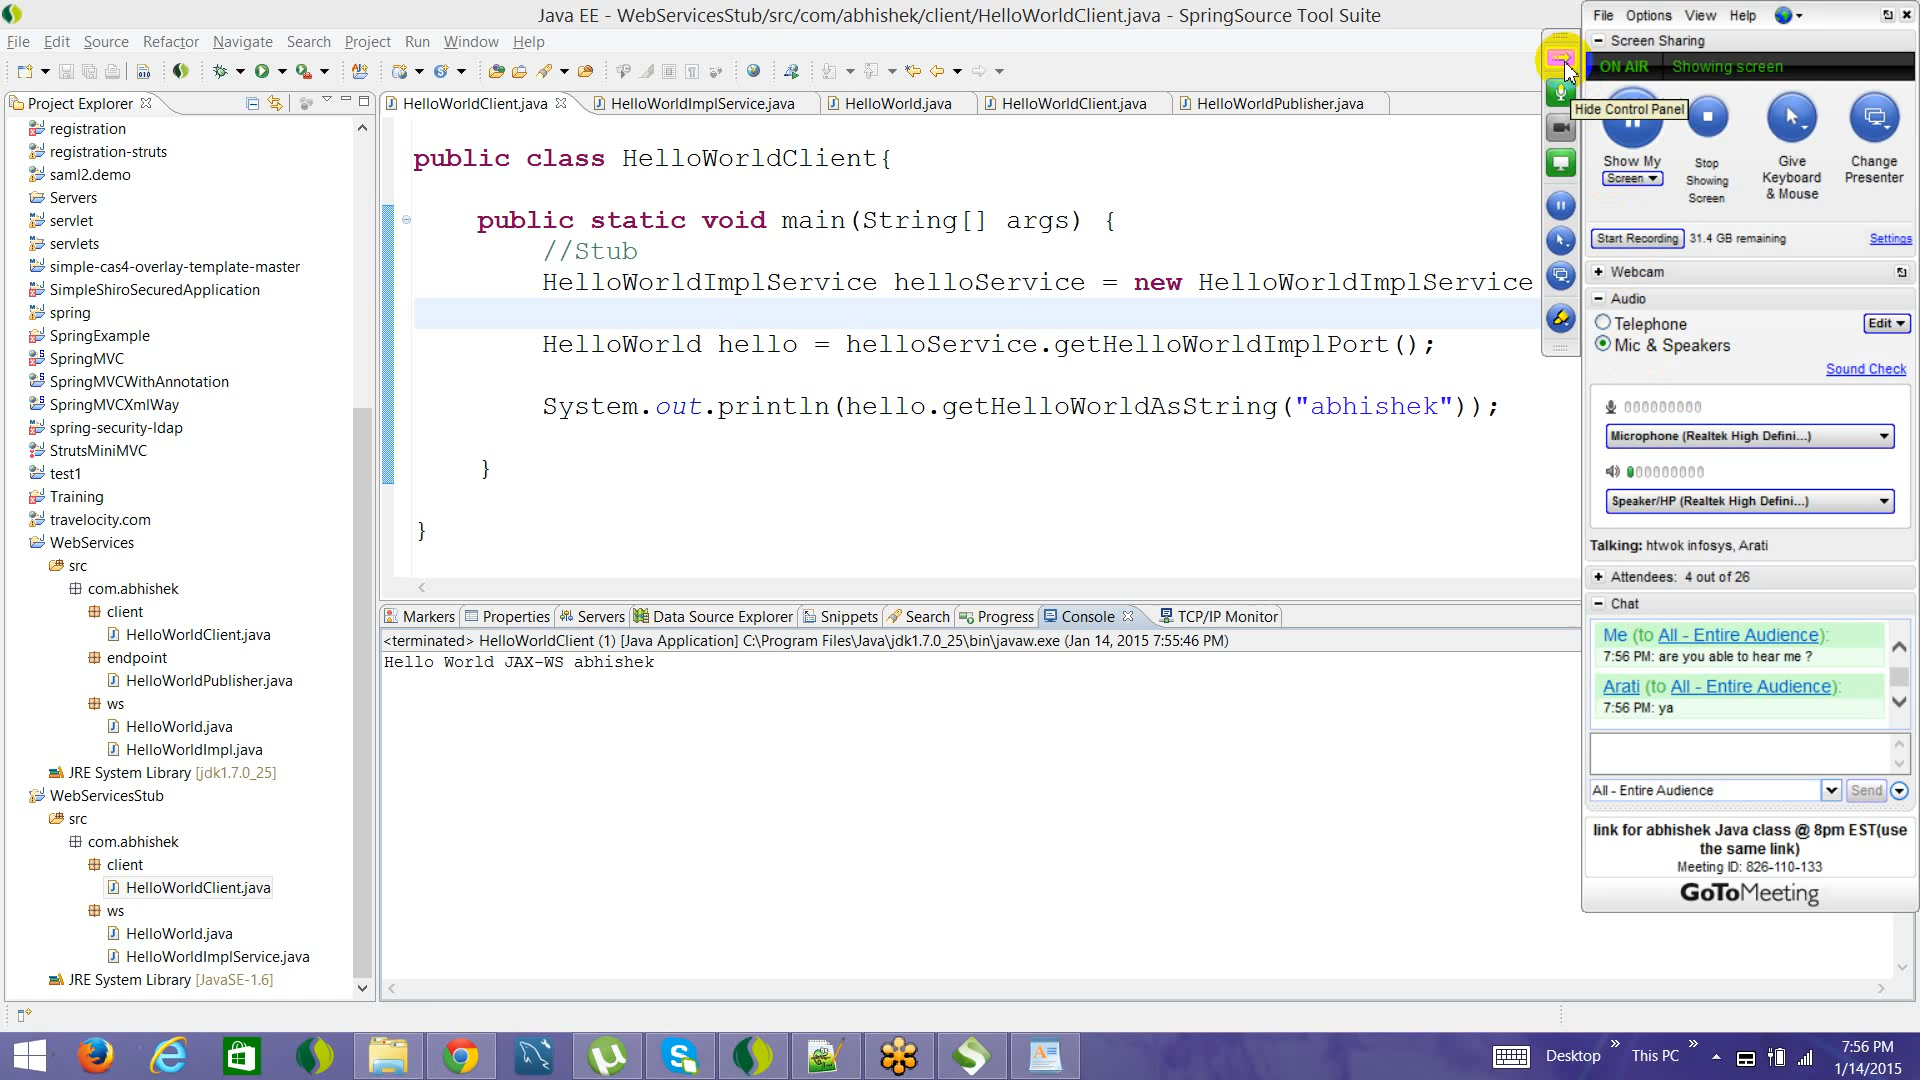 Java EE - WebServicesStub/src/com/abhishek/client/HelloWorldClient.java - SpringSource Tool Suite
File Edit Source Refactor Navigate Search Project Run Window Help
Project Explorer
registration
registration-struts
saml2.demo
Servers
servlet
servlets
simple-cas4-overlay-template-master
SimpleShiroSecuredApplication
spring
SpringExample
SpringMVC
SpringMVCWithAnnotation
SpringMVCXmlWay
spring-security-ldap
StrutsMiniMVC
test1
Training
travelocity.com
WebServices
src
com.abhishek
client
HelloWorldClient.java
endpoint
HelloWorldPublisher.java
ws
HelloWorld.java
HelloWorldImpl.java
JRE System Library [jdk1.7.0_25]
WebServicesStub
src
com.abhishek
client
HelloWorldClient.java
ws
HelloWorld.java
HelloWorldImplService.java
JRE System Library [JavaSE-1.6]
HelloWorldClient.java HelloWorldImplService.java HelloWorld.java HelloWorldClient.java HelloWorldPublisher.java
public class HelloWorldClient{
public static void main(String[] args) {
//Stub
HelloWorldImplService helloService = new HelloWorldImplService
HelloWorld hello = helloService.getHelloWorldImplPort();
System.out.println(hello.getHelloWorldAsString("abhishek"));
}
}
Markers Properties Servers Data Source Explorer Snippets Search Progress Console TCP/IP Monitor
<terminated> HelloWorldClient (1) [Java Application] C:\Program Files\Java\jdk1.7.0_25\bin\javaw.exe (Jan 14, 2015 7:55:46 PM)
Hello World JAX-WS abhishek
File Options View Help
Screen Sharing
ON AIR Showing screen
Hide Control Panel
Show My
Screen
Stop
Showing
Screen
Give
Keyboard
& Mouse
Change
Presenter
Start Recording 31.4 GB remaining Settings
Webcam
Audio
Telephone Edit
Mic & Speakers
Sound Check
Microphone (Realtek High Defini...)
Speaker/HP (Realtek High Defini...)
Talking: htwok infosys, Arati
Attendees: 4 out of 26
Chat
Me (to All - Entire Audience):
7:56 PM: are you able to hear me ?
Arati (to All - Entire Audience):
7:56 PM: ya
All - Entire Audience Send
link for abhishek Java class @ 8pm EST(use
the same link)
Meeting ID: 826-110-133
GoToMeeting
Desktop This PC
7:56 PM
1/14/2015